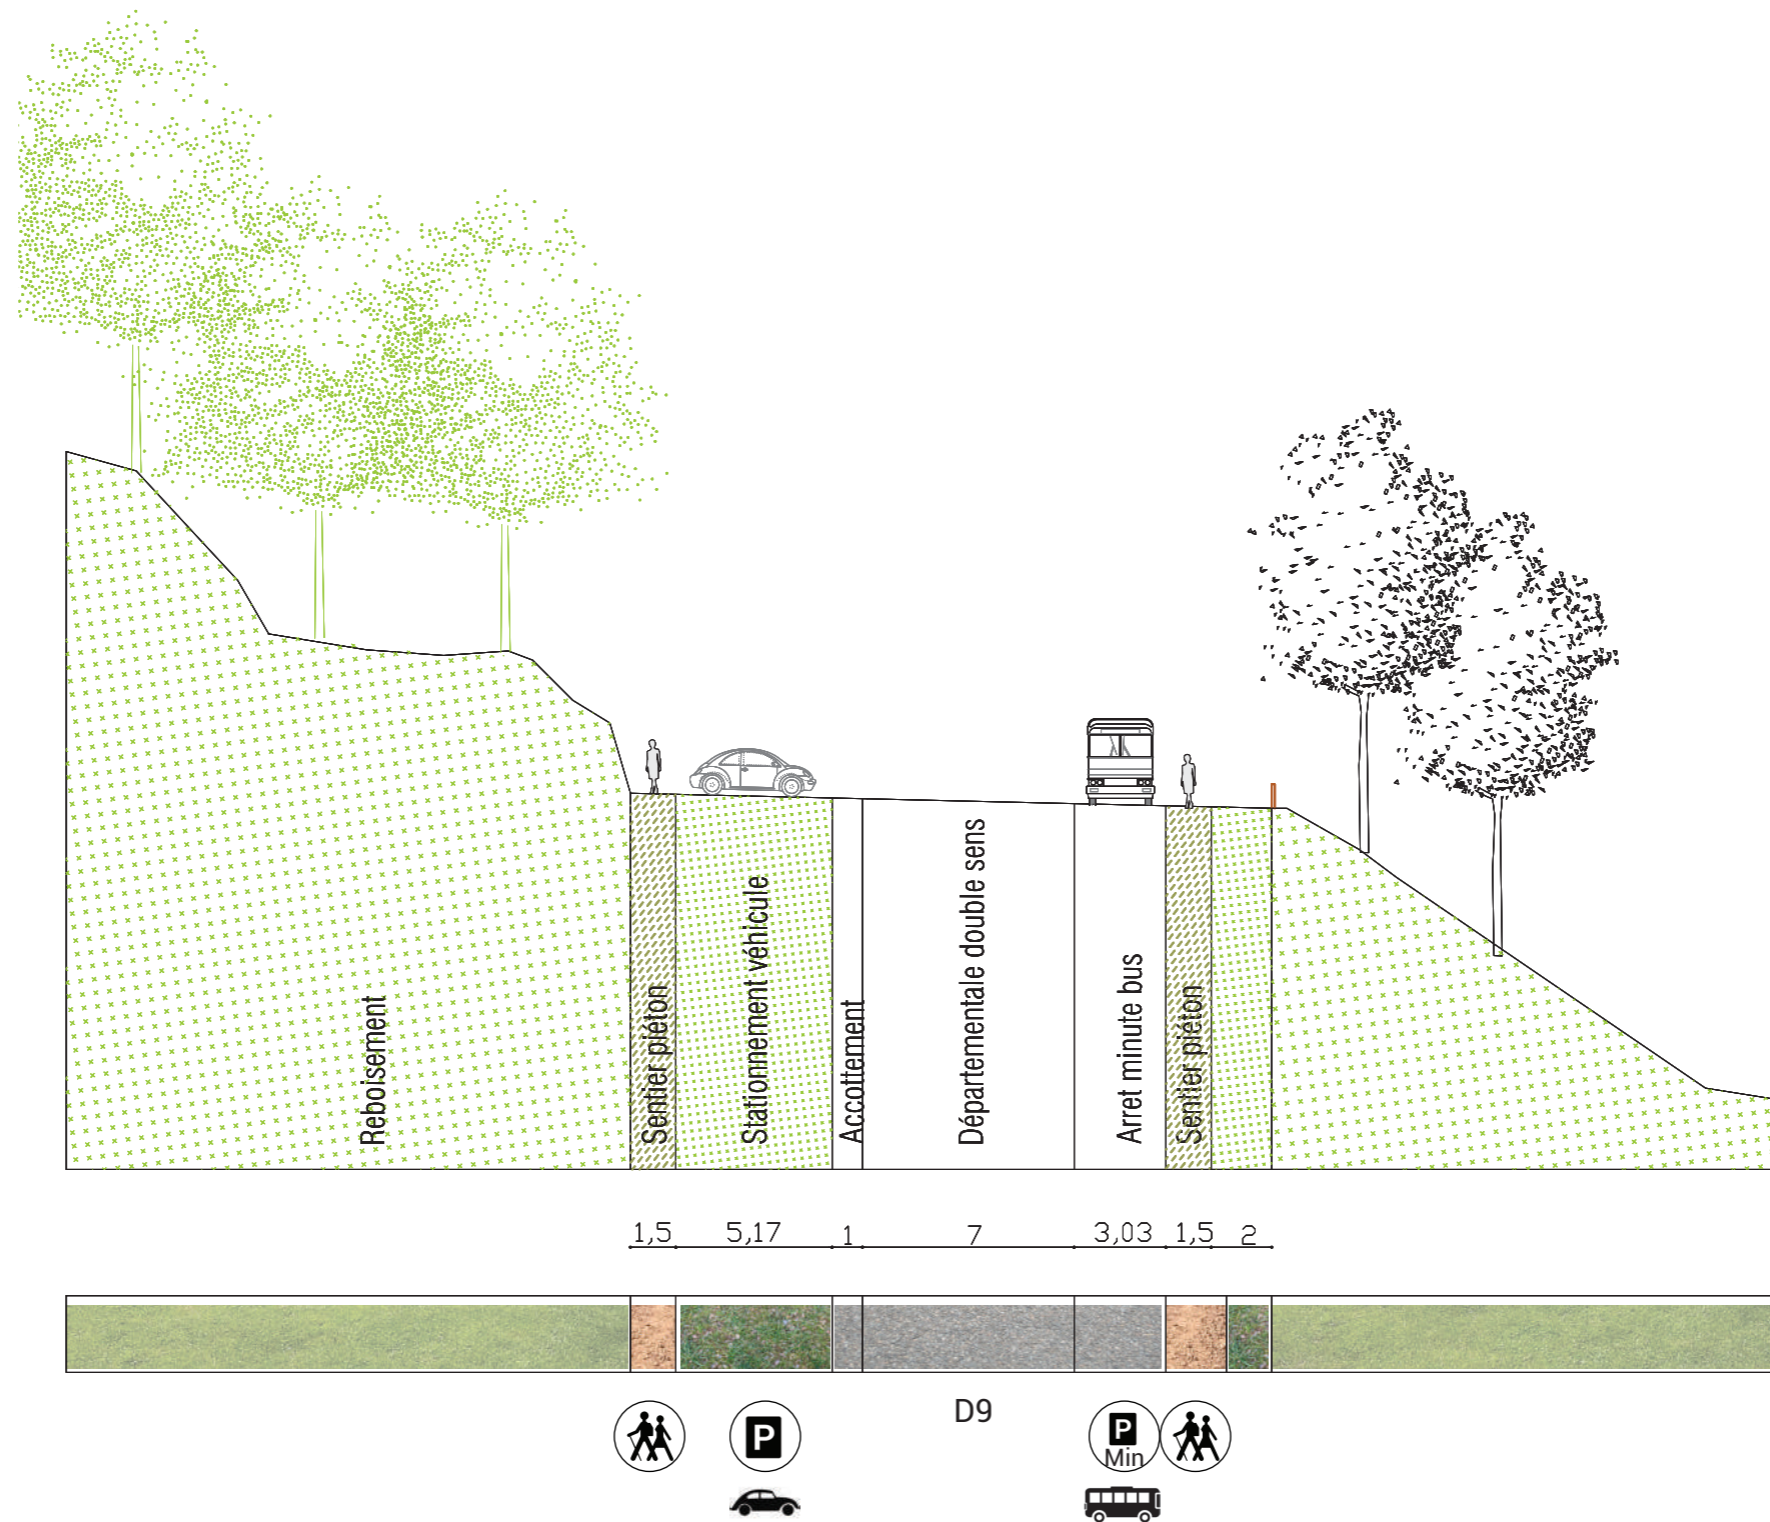 Reboisement
Sentier piéton
Stationnement véhicule
Accottement
Départementale double sens
Arret minute bus
Sentier piéton
1,5 5,17 1 7 3,03 1,5 2
D9
P
P
Min